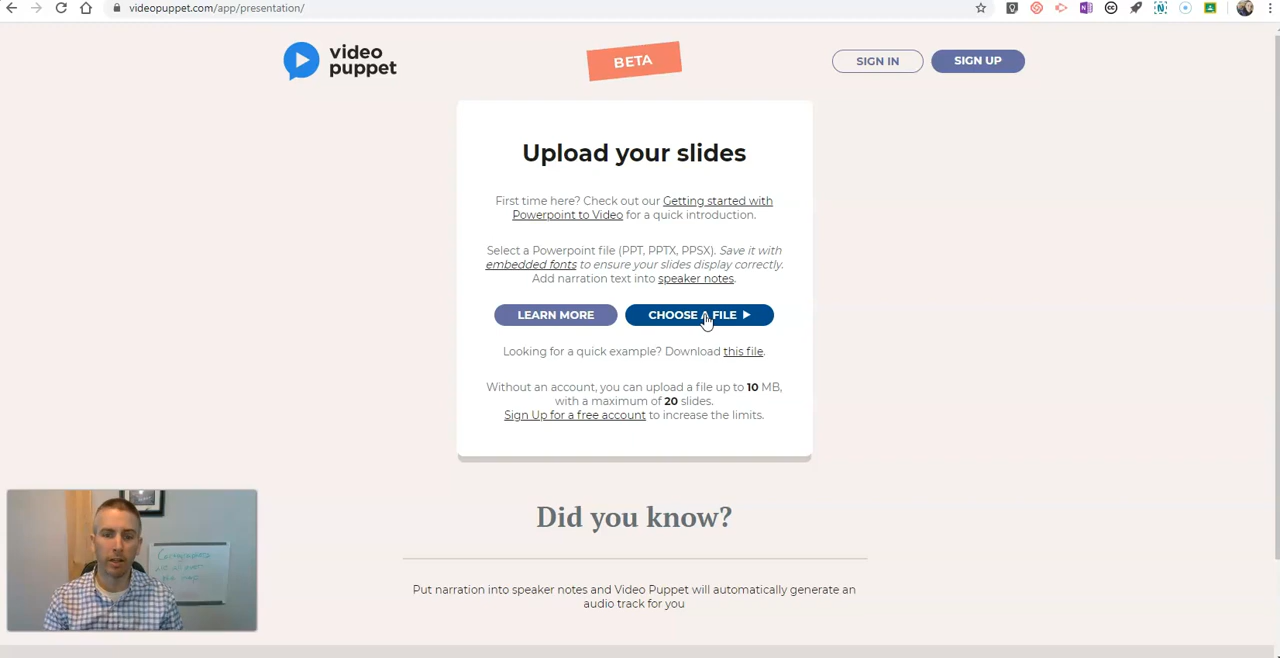 videopuppet.com/app/presentation/
video
puppet
BETA
SIGN IN
SIGN UP
Upload your slides
First time here? Check out our Getting started with
Powerpoint to Video for a quick introduction.
Select a Powerpoint file (PPT, PPTX, PPSX). Save it with
embedded fonts to ensure your slides display correctly.
Add narration text into speaker notes.
LEARN MORE
CHOOSE A FILE
Looking for a quick example? Download this file.
Without an account, you can upload a file up to 10 MB,
with a maximum of 20 slides.
Sign Up for a free account to increase the limits.
Did you know?
Put narration into speaker notes and Video Puppet will automatically generate an
audio track for you